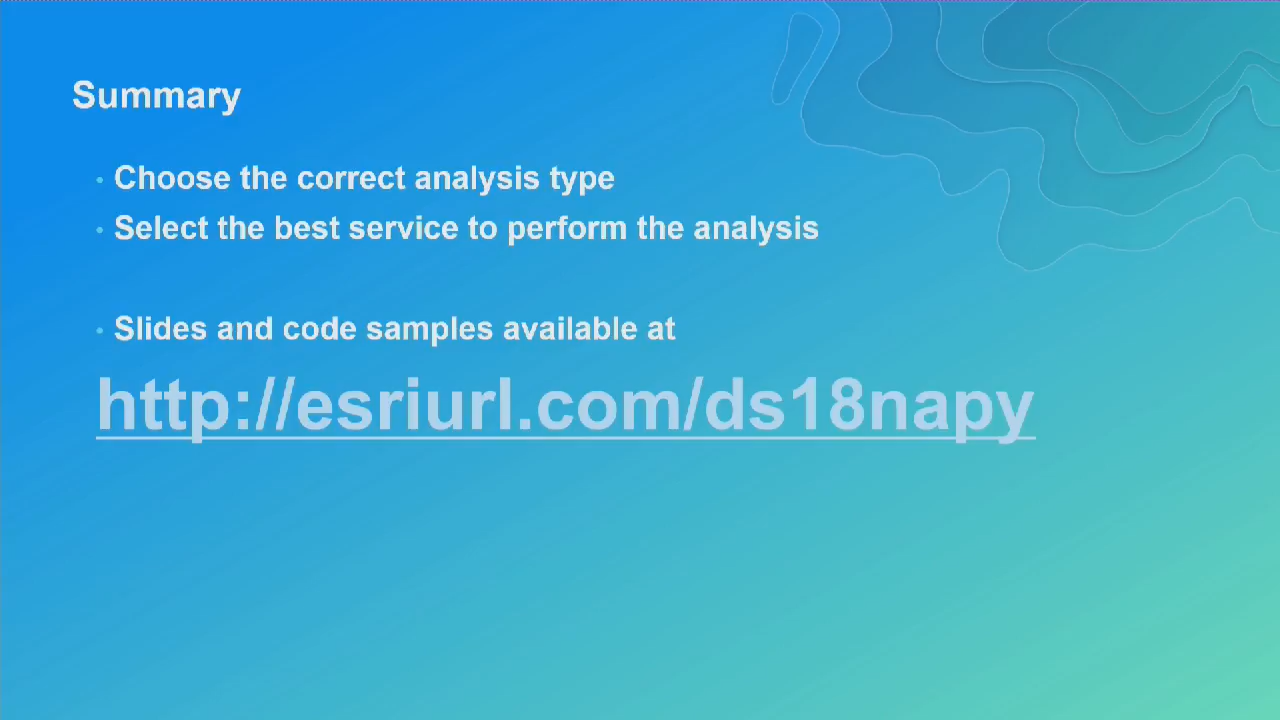 Summary
• Choose the correct analysis type
• Select the best service to perform the analysis
• Slides and code samples available at
http://esriurl.com/ds18napy